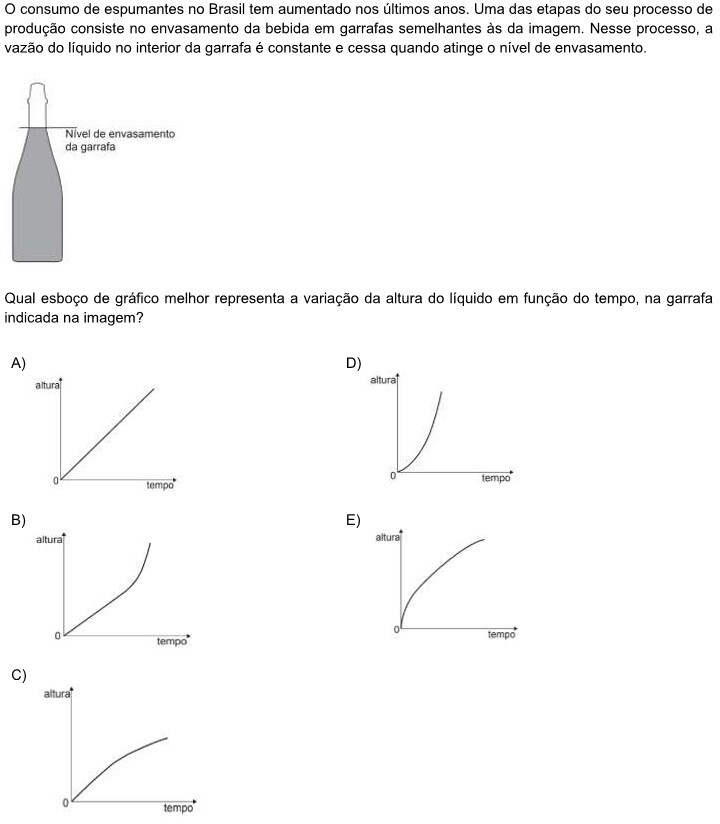 O consumo de espumantes no Brasil tem aumentado nos últimos anos. Uma das etapas do seu processo de
produção consiste no envasamento da bebida em garrafas semelhantes às da imagem. Nesse processo, a
vazão do líquido no interior da garrafa é constante e cessa quando atinge o nível de envasamento.
Nível de envasamento
da garrafa
Qual esboço de gráfico melhor representa a variação da altura do líquido em função do tempo, na garrafa
indicada na imagem?
A)
altura
0
tempo
B)
altura
0
tempo
C)
altura
0
tempo
D)
altura
0
tempo
E)
altura
0
tempo